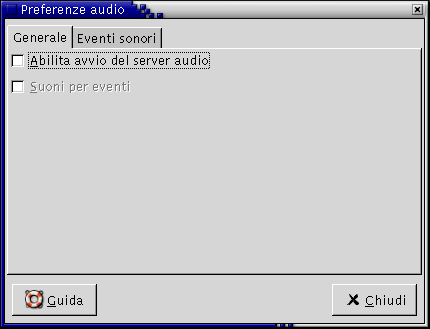 Preferenze audio
Generale Eventi sonori
Abilita avvio del server audio
Suoni per eventi
Guida Chiudi